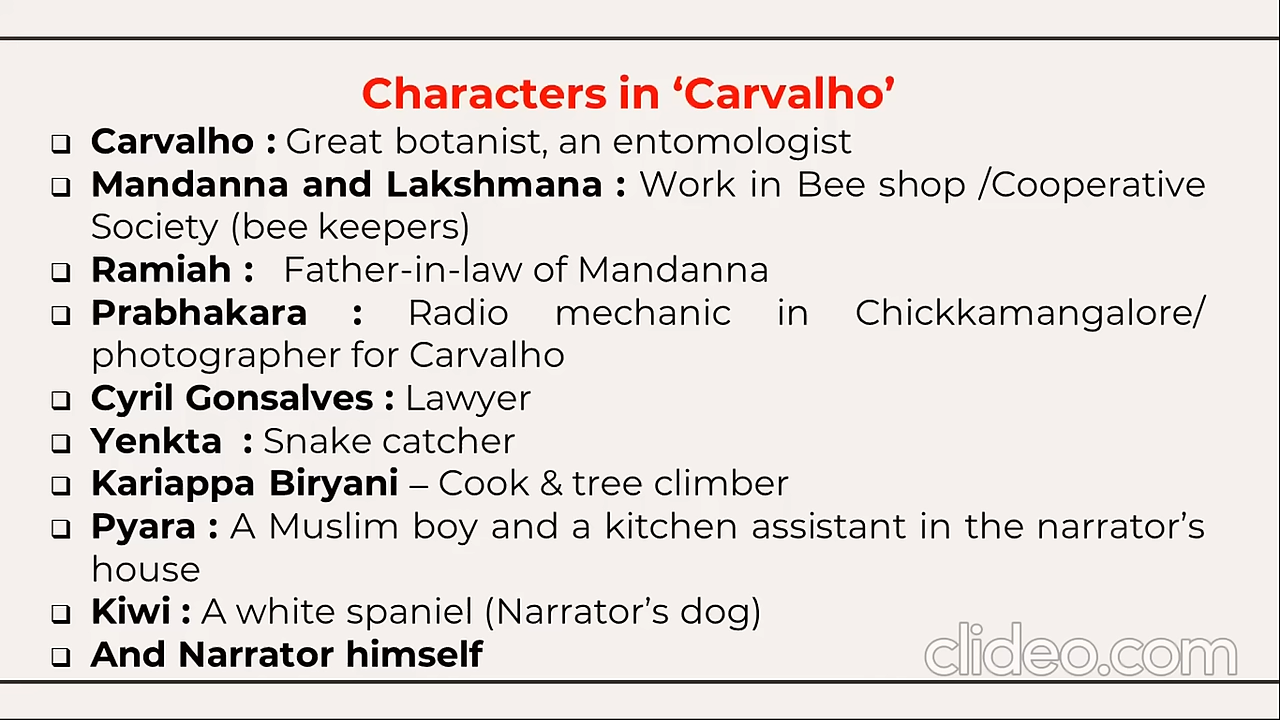 Characters in ‘Carvalho’
❑ Carvalho : Great botanist, an entomologist
❑ Mandanna and Lakshmana : Work in Bee shop /Cooperative
Society (bee keepers)
❑ Ramiah : Father-in-law of Mandanna
❑ Prabhakara : Radio mechanic in Chickkamangalore/
photographer for Carvalho
❑ Cyril Gonsalves : Lawyer
❑ Yenkta : Snake catcher
❑ Kariappa Biryani – Cook & tree climber
❑ Pyara : A Muslim boy and a kitchen assistant in the narrator’s
house
❑ Kiwi : A white spaniel (Narrator’s dog)
❑ And Narrator himself
clideo.com